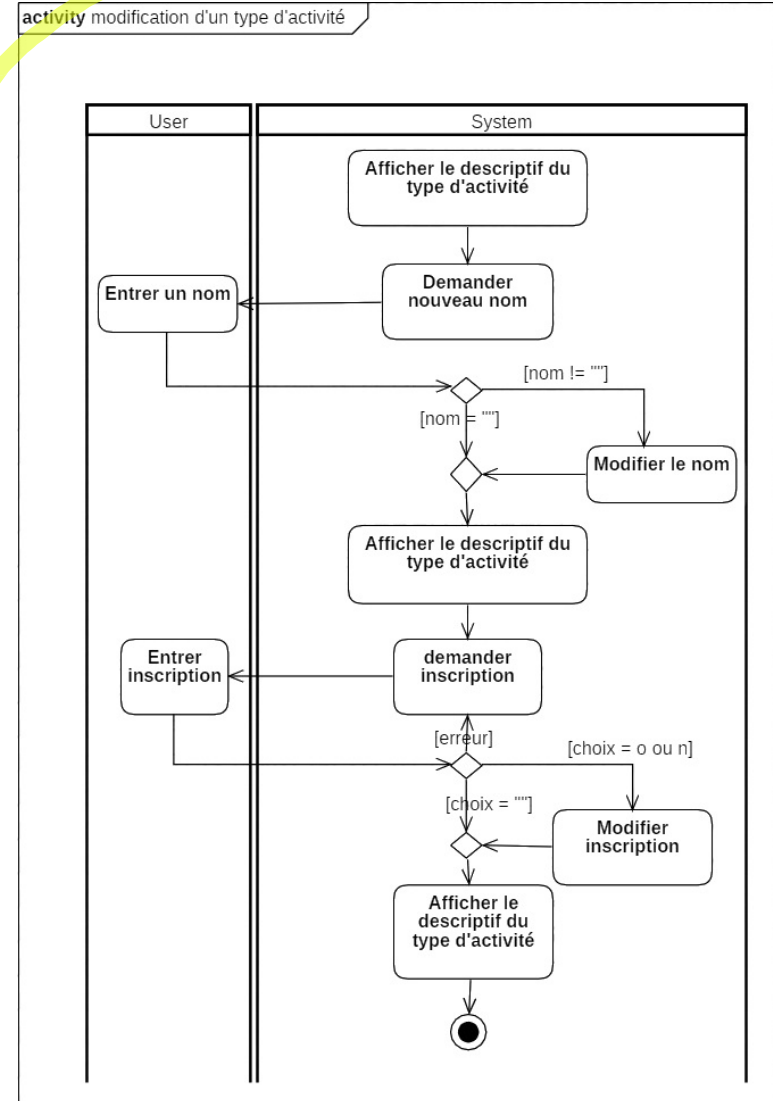 activity modification d'un type d'activité
User
System
Afficher le descriptif du
type d'activité
Demander
nouveau nom
Entrer un nom
[nom != ""]
[nom = ""]
Modifier le nom
Afficher le descriptif du
type d'activité
Entrer
inscription
demander
inscription
[erreur]
[choix = o ou n]
[choix = ""]
Modifier
inscription
Afficher le
descriptif du
type d'activité